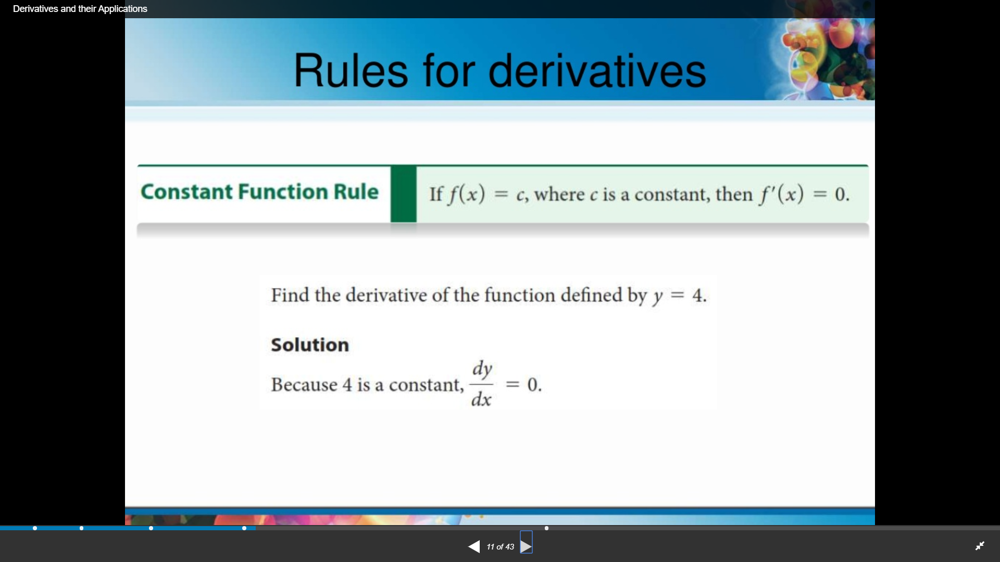 Derivatives and their Applications
Rules for derivatives
Constant Function Rule
If f(x) = c, where c is a constant, then f′(x) = 0.
Find the derivative of the function defined by y = 4.
Solution
Because 4 is a constant, dy/dx = 0.
11 of 43